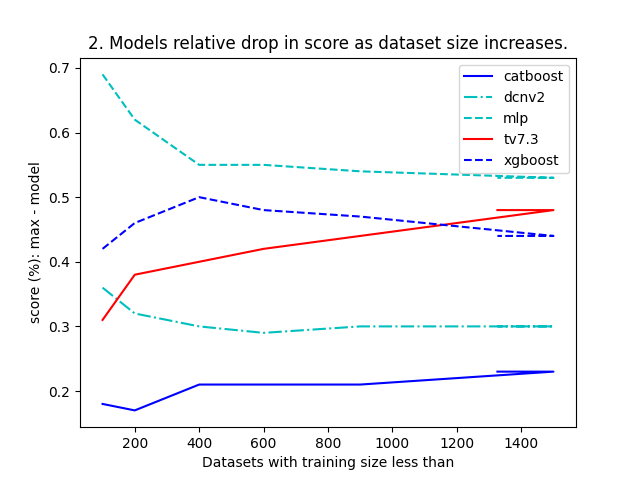 2. Models relative drop in score as dataset size increases.
score (%): max - model
0.7
0.6
0.5
0.4
0.3
0.2
catboost
dcnv2
mlp
tv7.3
xgboost
200
400
600
800
1000
1200
1400
Datasets with training size less than